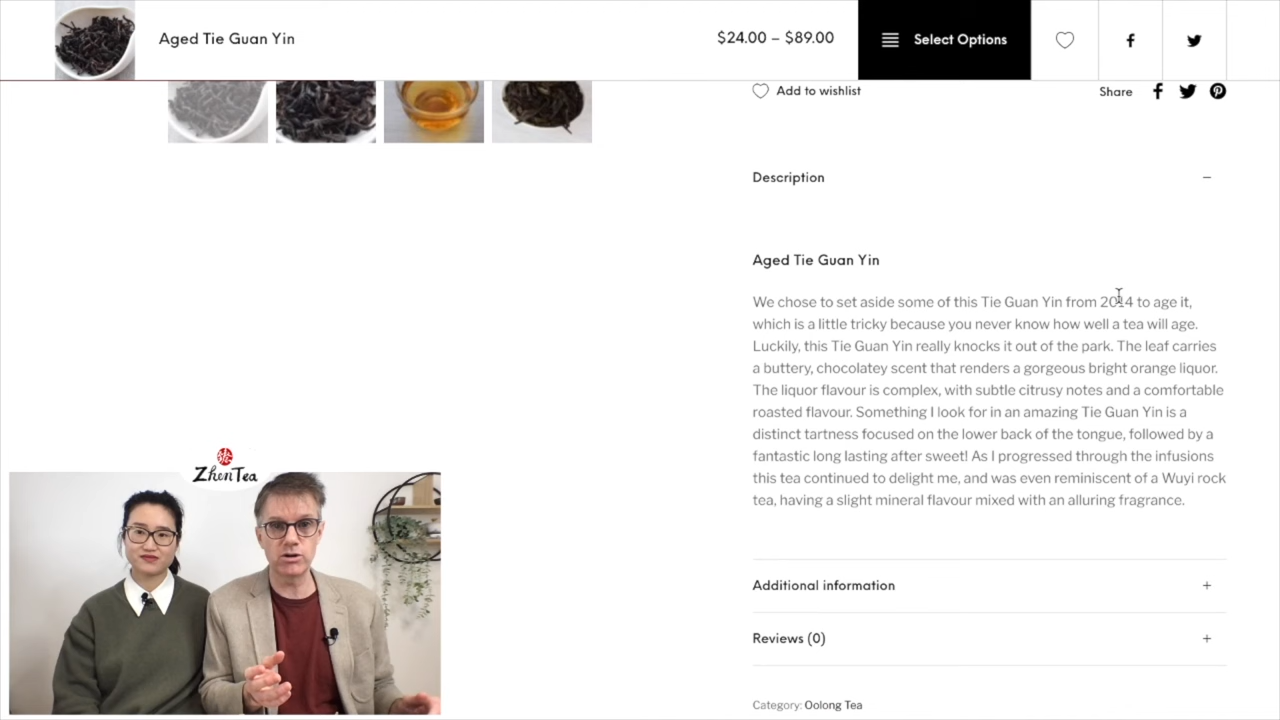 Aged Tie Guan Yin
$24.00 – $89.00
Select Options
Add to wishlist
Share
Description
Aged Tie Guan Yin
We chose to set aside some of this Tie Guan Yin from 2014 to age it,
which is a little tricky because you never know how well a tea will age.
Luckily, this Tie Guan Yin really knocks it out of the park. The leaf carries
a buttery, chocolatey scent that renders a gorgeous bright orange liquor.
The liquor flavour is complex, with subtle citrusy notes and a comfortable
roasted flavour. Something I look for in an amazing Tie Guan Yin is a
distinct tartness focused on the lower back of the tongue, followed by a
fantastic long lasting after sweet! As I progressed through the infusions
this tea continued to delight me, and was even reminiscent of a Wuyi rock
tea, having a slight mineral flavour mixed with an alluring fragrance.
ZhenTea
Additional information
Reviews (0)
Category: Oolong Tea